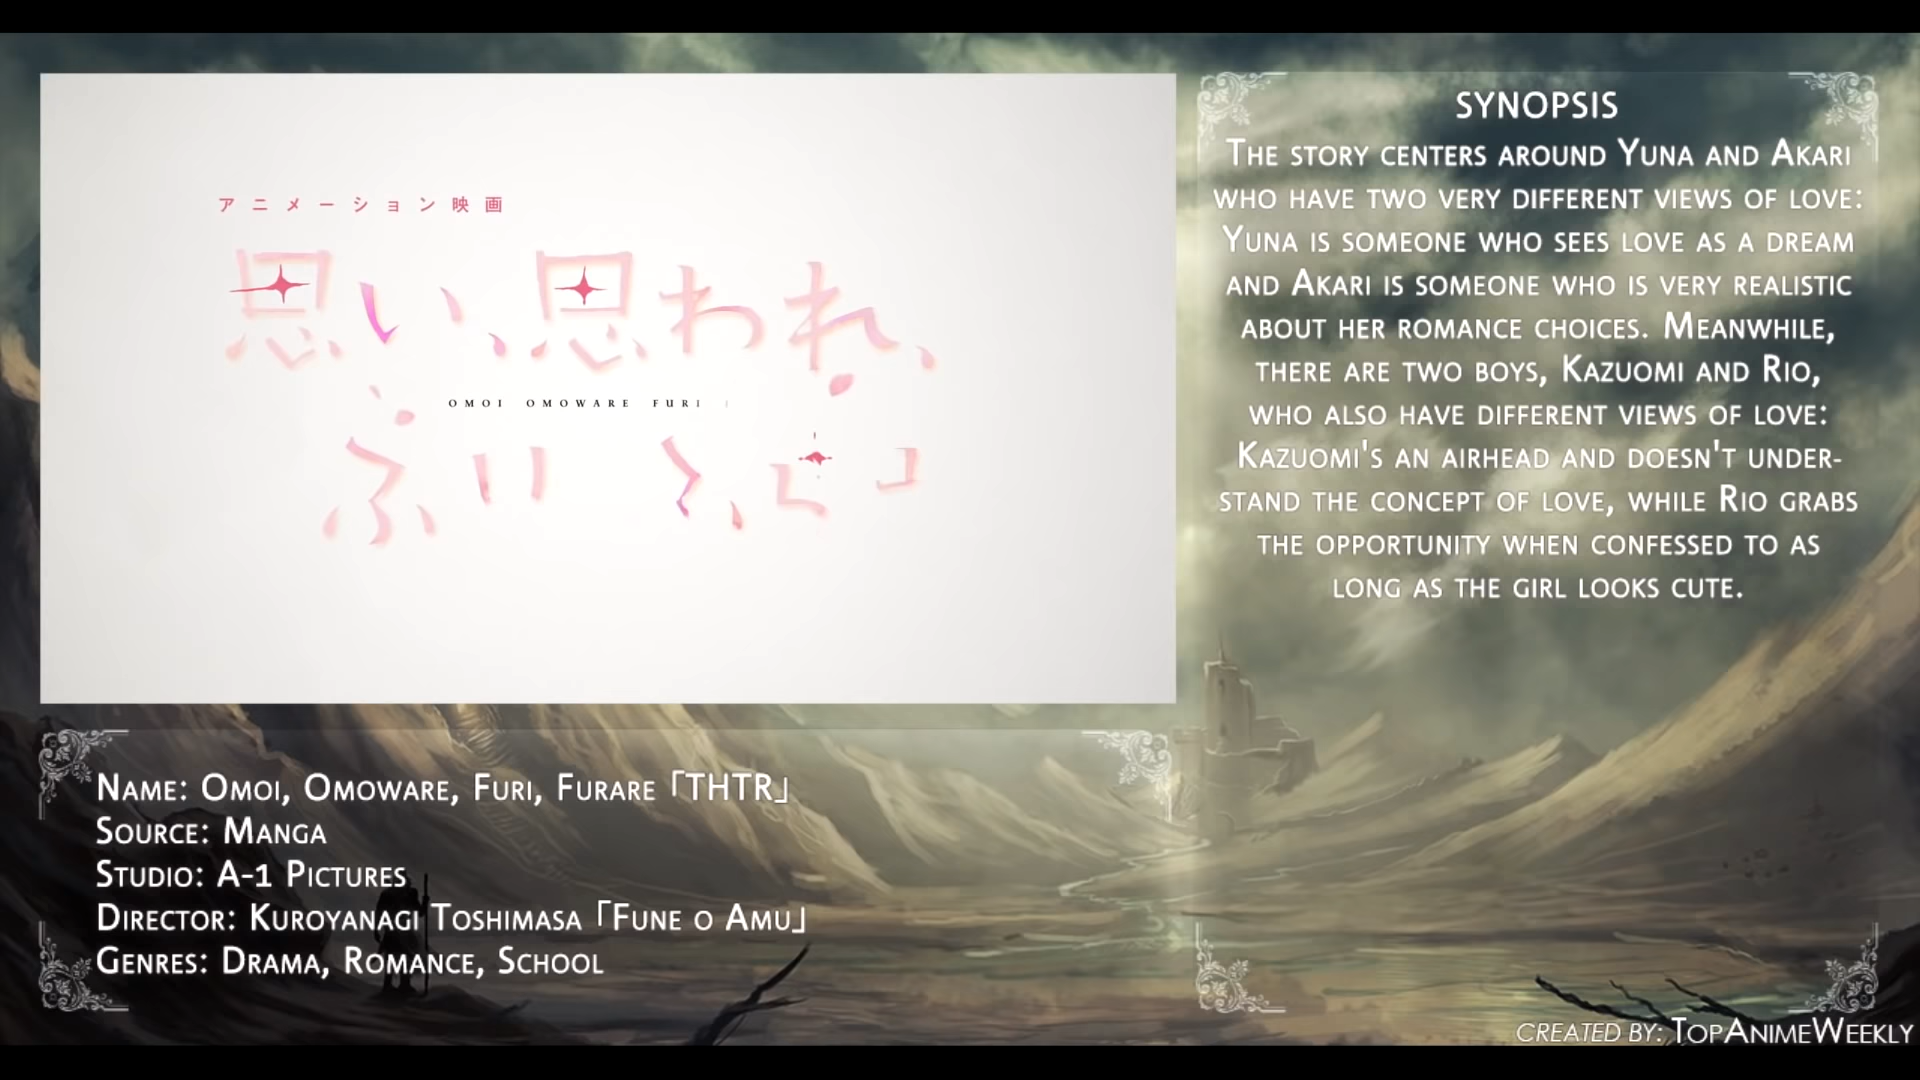 アニメーション映画
思い、思われ、
OMOI OMOWARE FURI
ふり
SYNOPSIS
The story centers around Yuna and Akari
who have two very different views of love:
Yuna is someone who sees love as a dream
and Akari is someone who is very realistic
about her romance choices. Meanwhile,
there are two boys, Kazuomi and Rio,
who also have different views of love:
Kazuomi's an airhead and doesn't under-
stand the concept of love, while Rio grabs
the opportunity when confessed to as
long as the girl looks cute.
Name: Omoi, Omoware, Furi, Furare「THTR」
Source: Manga
Studio: A-1 Pictures
Director: Kuroyanagi Toshimasa「Fune o Amu」
Genres: Drama, Romance, School
CREATED BY: TopAnimeWeekly